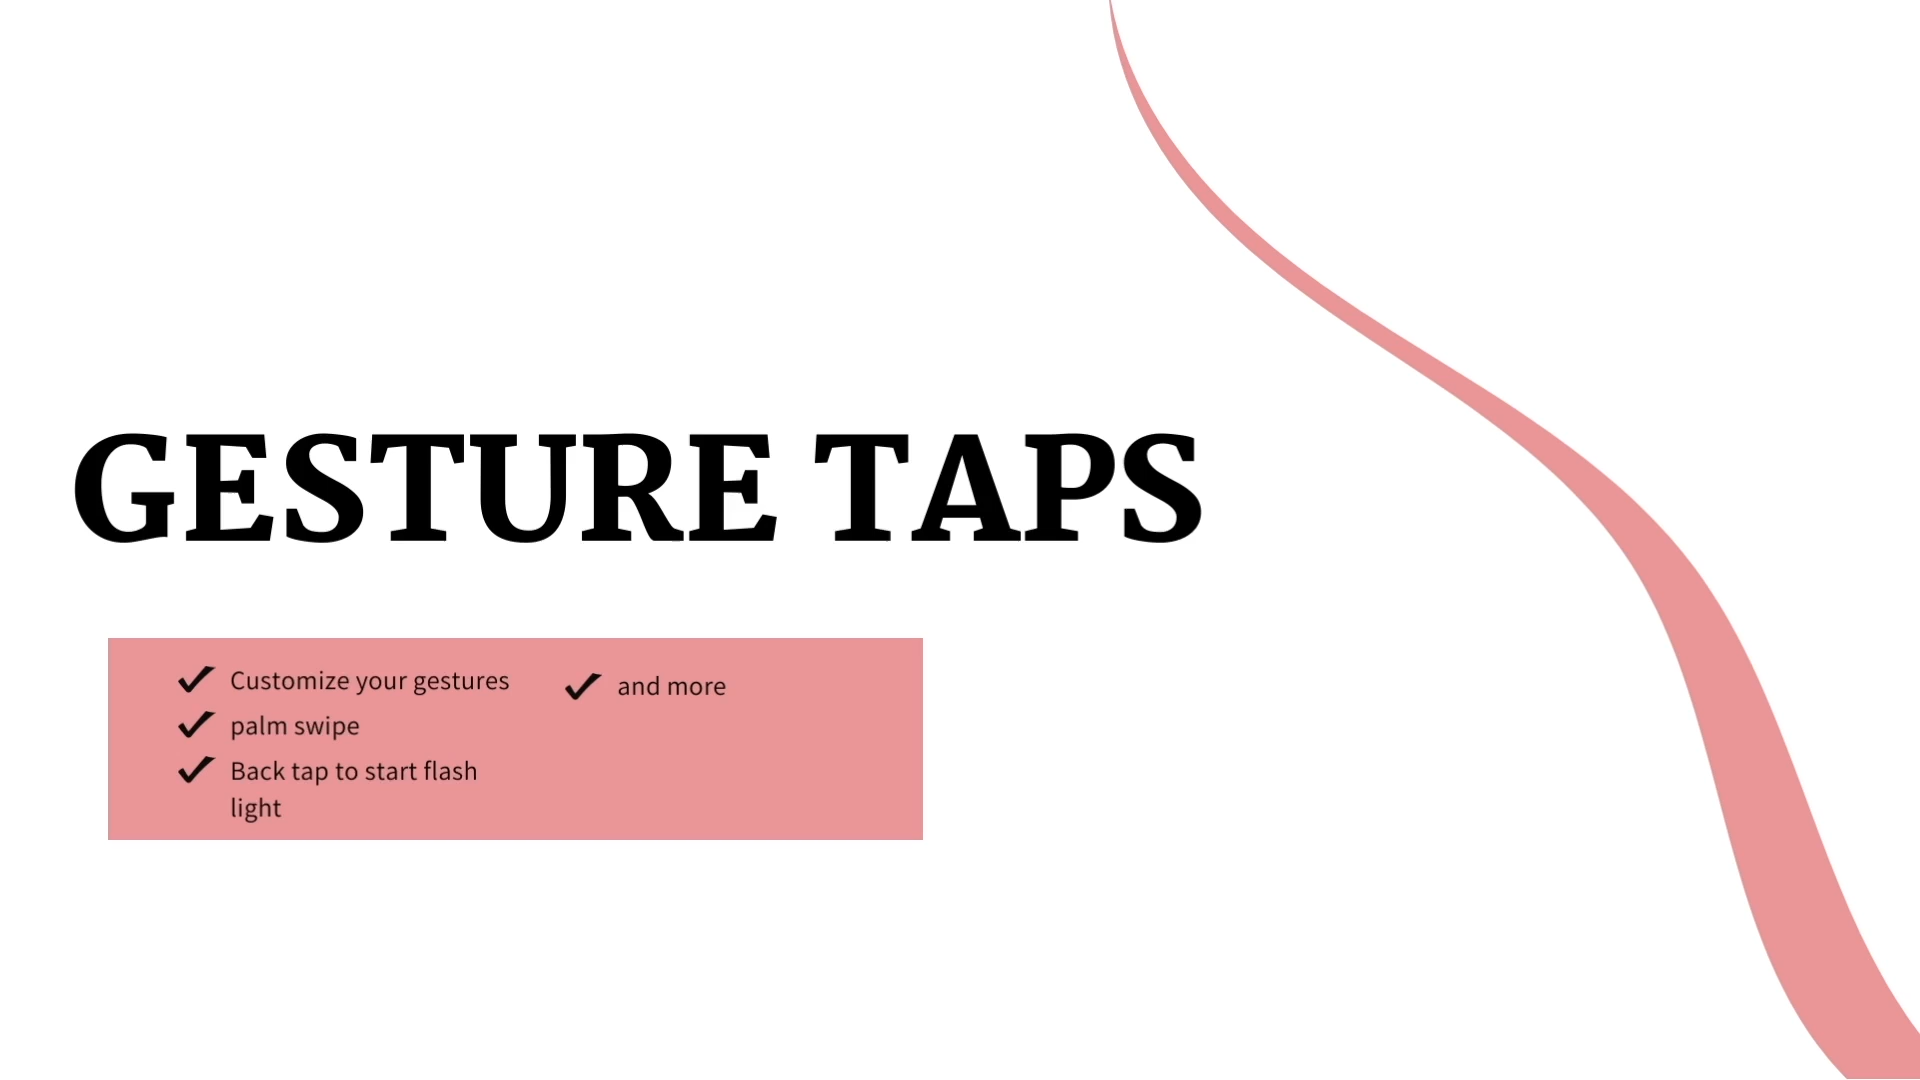 GESTURE TAPS
Customize your gestures
palm swipe
Back tap to start flash
light
and more